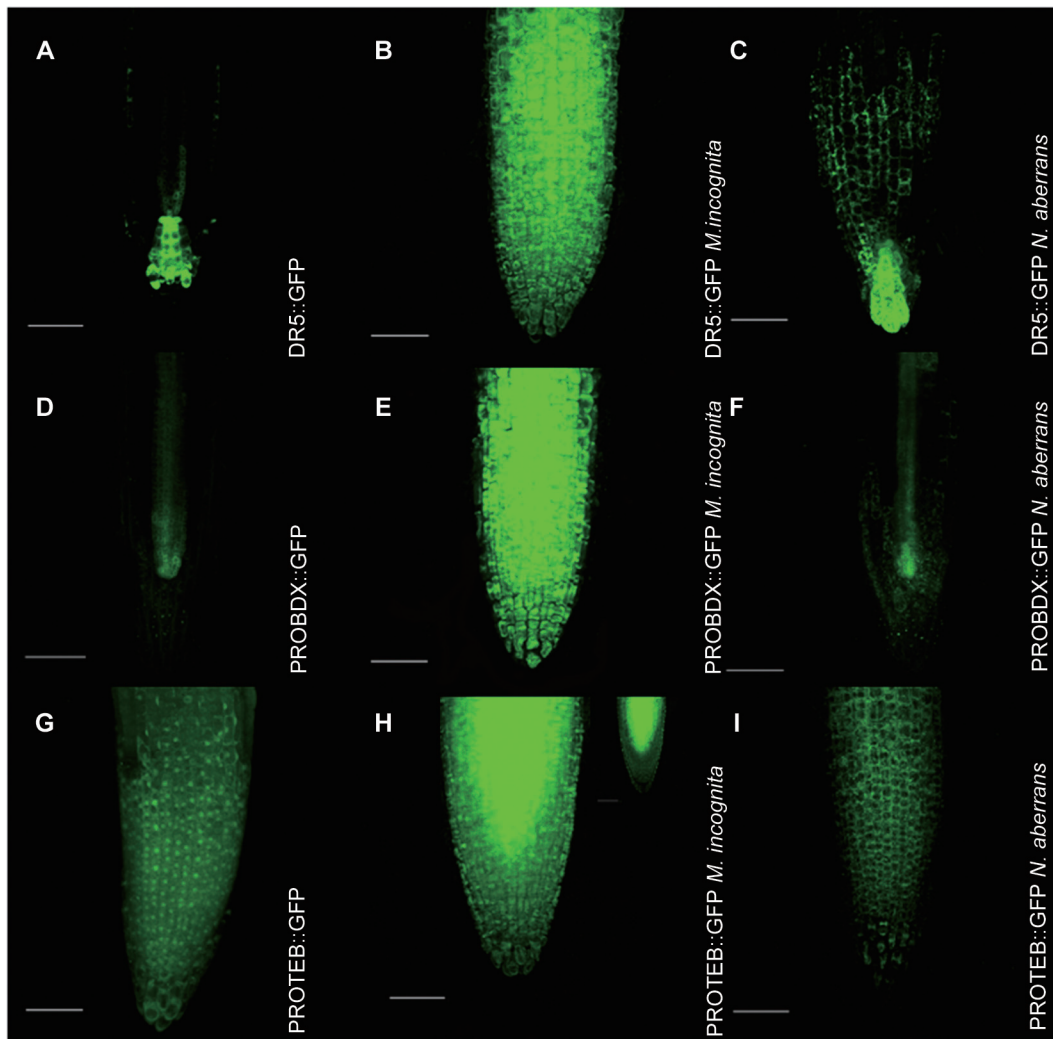 A
DR5::GFP
B
DR5::GFP M.incognita
C
DR5::GFP N. aberrans
D
PROBDX::GFP
E
PROBDX::GFP M. incognita
F
PROBDX::GFP N. aberrans
G
PROTEB::GFP
H
PROTEB::GFP M. incognita
I
PROTEB::GFP N. aberrans